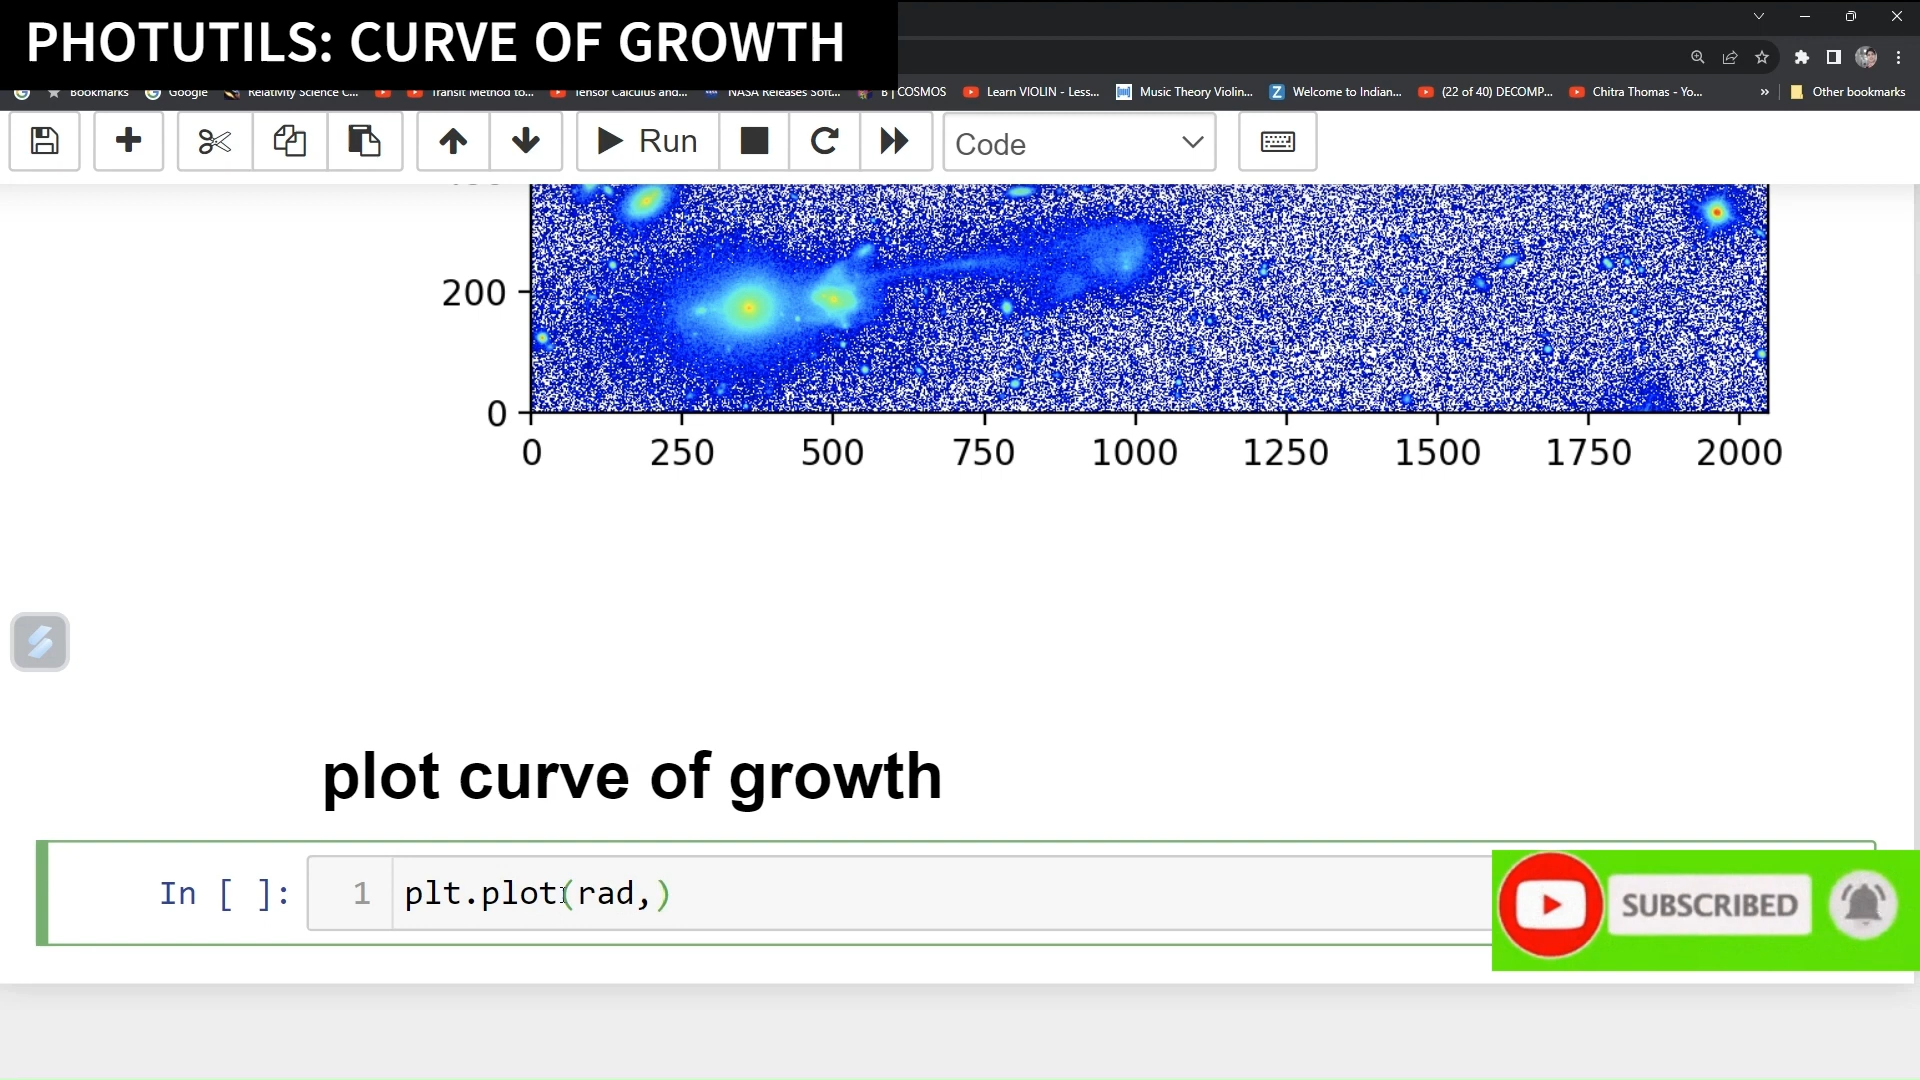 PHOTUTILS: CURVE OF GROWTH
Bookmarks Google Relativity Science C... Transit Method to... Tensor Calculus and... NASA Releases Soft... B | COSMOS Learn VIOLIN - Less... Music Theory Violin... Welcome to Indian... (22 of 40) DECOMP... Chitra Thomas - Yo... » Other bookmarks
Run Code
200
0
0 250 500 750 1000 1250 1500 1750 2000
plot curve of growth
In [ ]: 1 plt.plot(rad,)
SUBSCRIBED